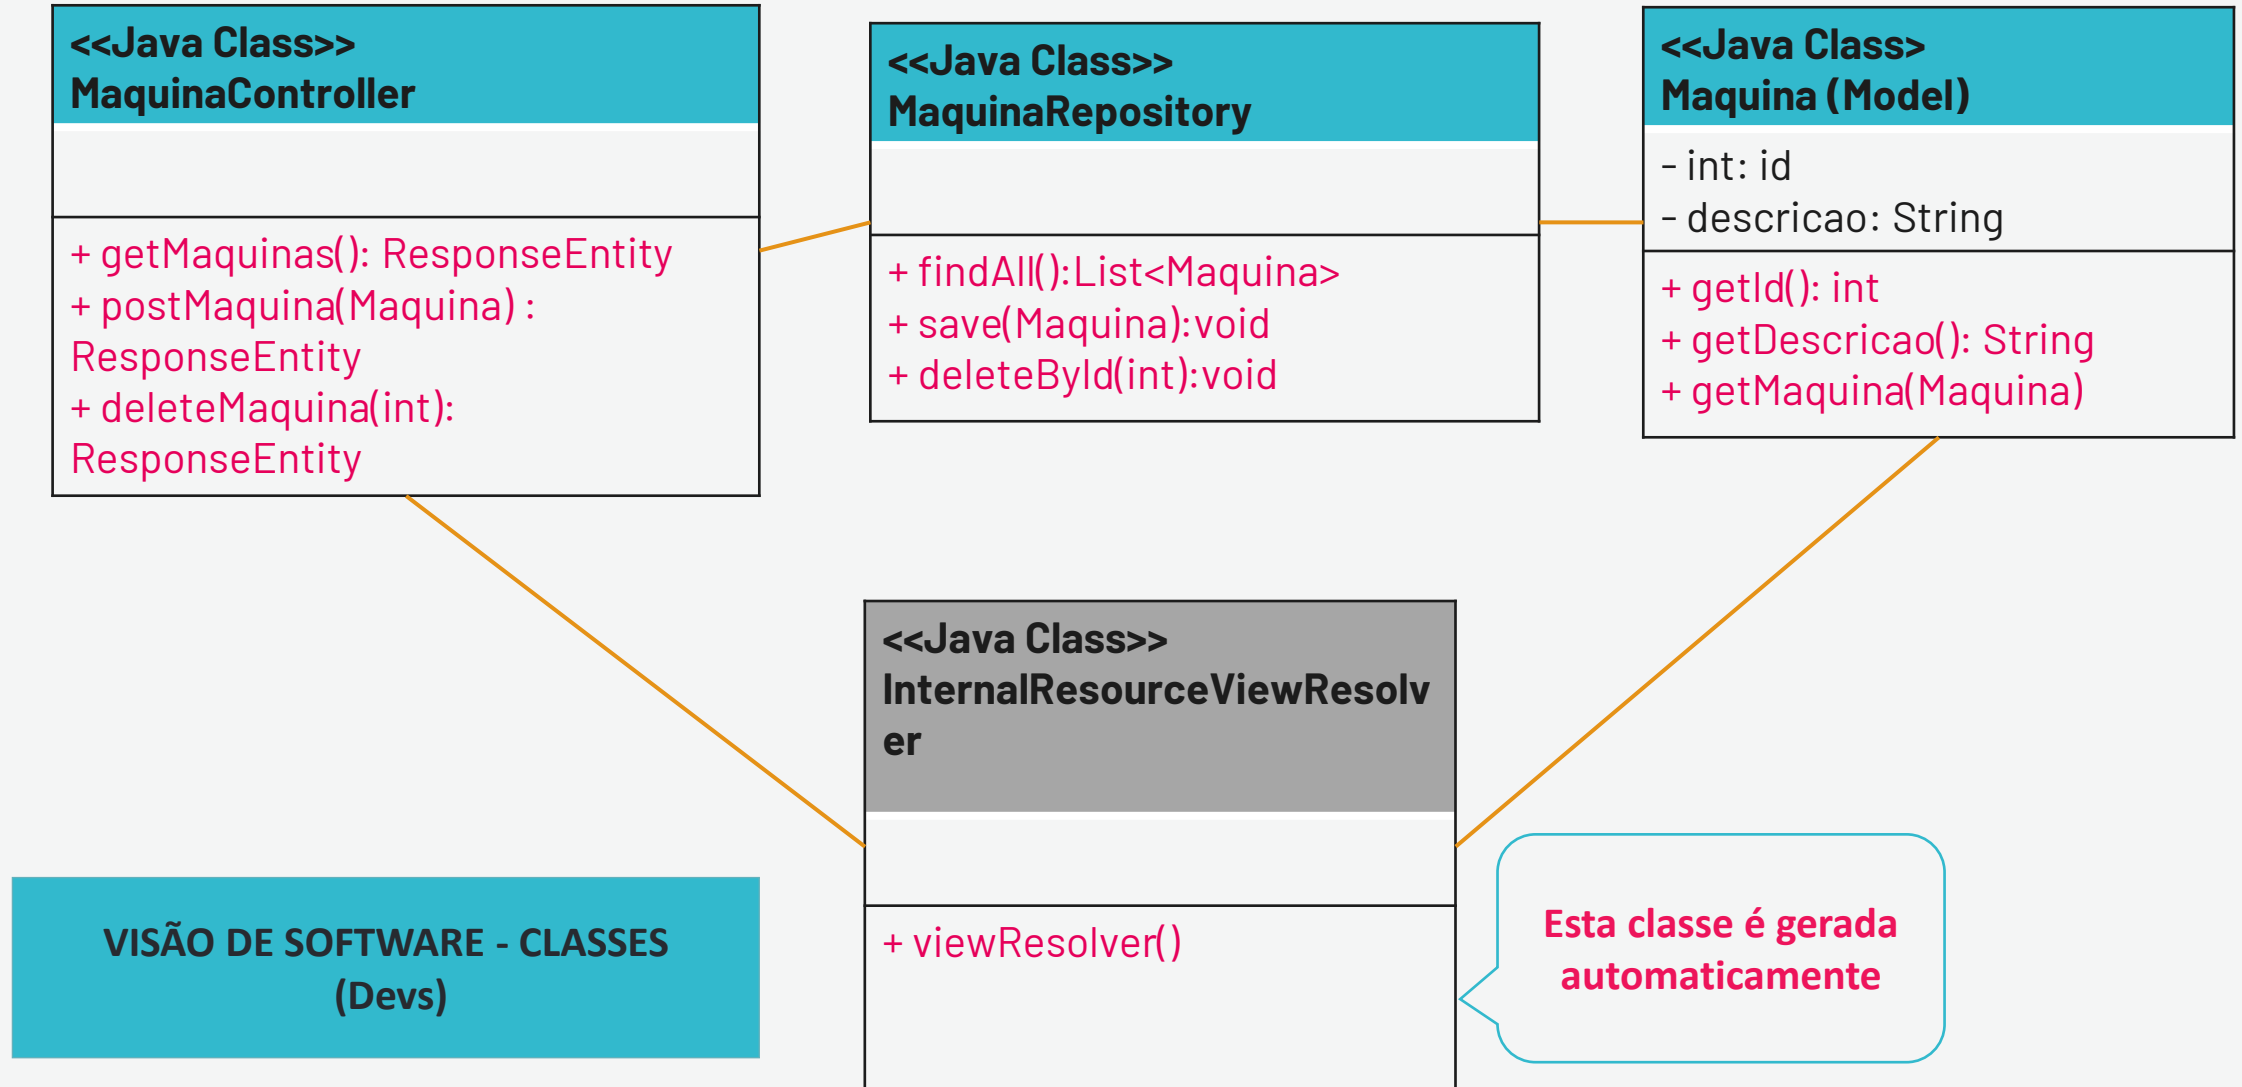 <<Java Class>>
MaquinaController
+ getMaquinas(): ResponseEntity
+ postMaquina(Maquina) :
ResponseEntity
+ deleteMaquina(int):
ResponseEntity
<<Java Class>>
MaquinaRepository
+ findAll():List<Maquina>
+ save(Maquina):void
+ deleteById(int):void
<<Java Class>
Maquina (Model)
- int: id
- descricao: String
+ getId(): int
+ getDescricao(): String
+ getMaquina(Maquina)
<<Java Class>>
InternalResourceViewResolv
er
+ viewResolver()
VISÃO DE SOFTWARE - CLASSES
(Devs)
Esta classe é gerada
automaticamente